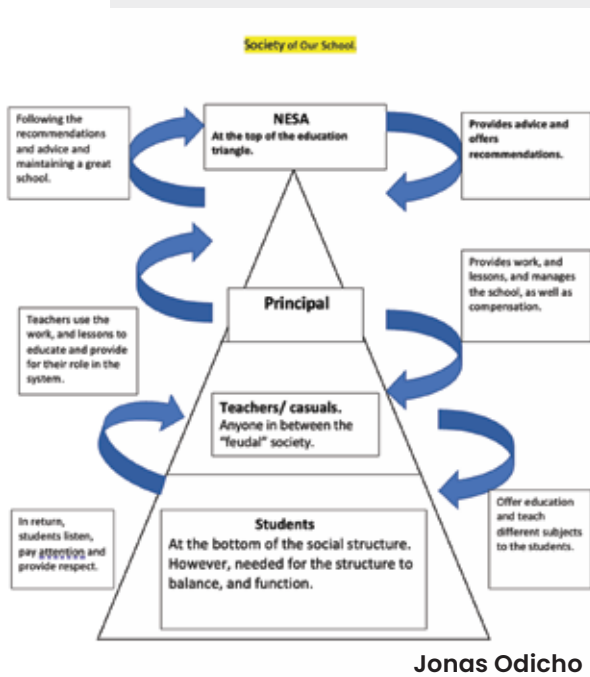 Society of Our School.
Following the
recommendations
and advice and
maintaining a great
school.
NESA
At the top of the education
triangle.
Provides advice and
offers
recommendations.
Principal
Provides work, and
lessons, and manages
the school, as well as
compensation.
Teachers use the
work, and lessons to
educate and provide
for their role in the
system.
Teachers/ casuals.
Anyone in between the
"feudal" society.
In return,
students listen,
pay attention and
provide respect.
Students
At the bottom of the social structure.
However, needed for the structure to
balance, and function.
Offer education
and teach
different subjects
to the students.
Jonas Odicho